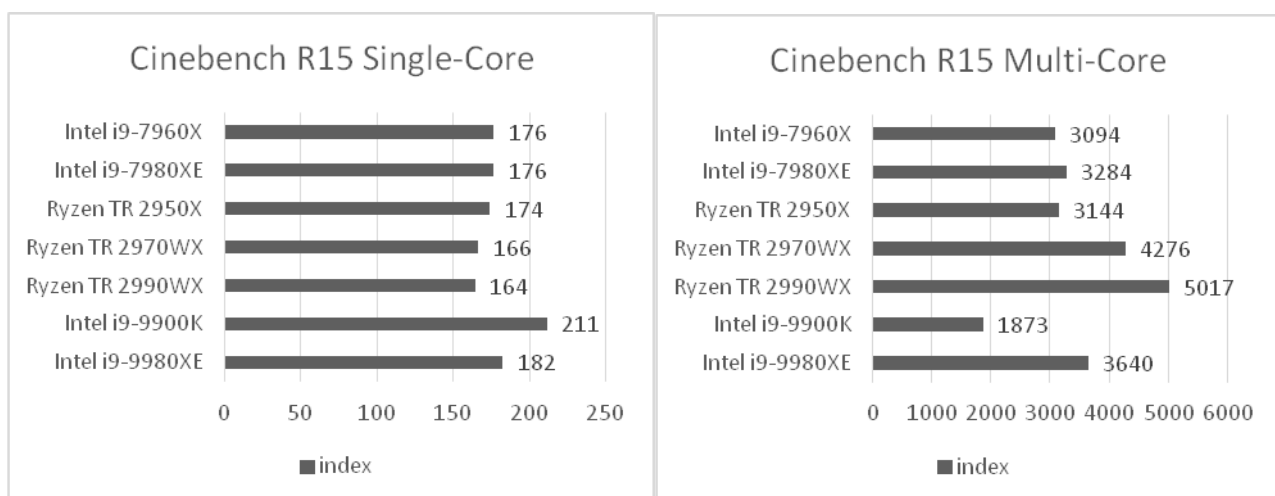 Cinebench R15 Single-Core
Intel i9-7960X 176
Intel i9-7980XE 176
Ryzen TR 2950X 174
Ryzen TR 2970WX 166
Ryzen TR 2990WX 164
Intel i9-9900K 211
Intel i9-9980XE 182
0 50 100 150 200 250
index
Cinebench R15 Multi-Core
Intel i9-7960X 3094
Intel i9-7980XE 3284
Ryzen TR 2950X 3144
Ryzen TR 2970WX 4276
Ryzen TR 2990WX 5017
Intel i9-9900K 1873
Intel i9-9980XE 3640
0 1000 2000 3000 4000 5000 6000
index